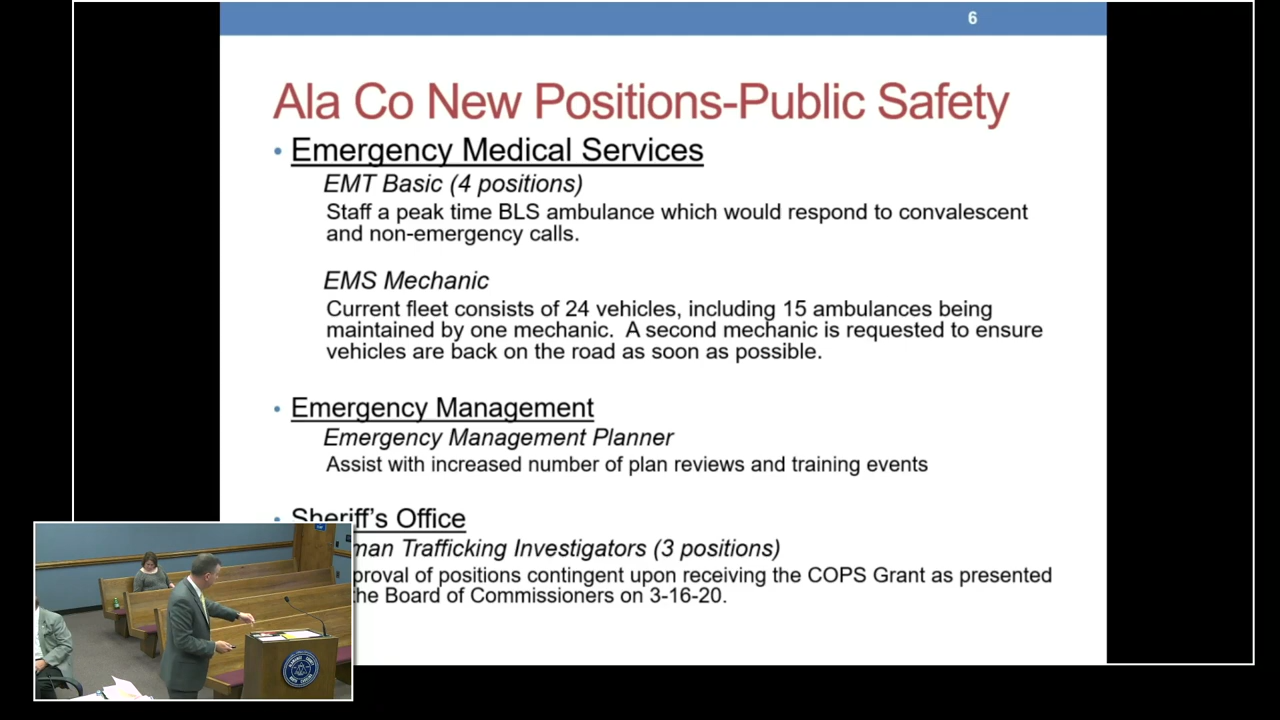 6
Ala Co New Positions-Public Safety
• Emergency Medical Services
EMT Basic (4 positions)
Staff a peak time BLS ambulance which would respond to convalescent
and non-emergency calls.
EMS Mechanic
Current fleet consists of 24 vehicles, including 15 ambulances being
maintained by one mechanic. A second mechanic is requested to ensure
vehicles are back on the road as soon as possible.
• Emergency Management
Emergency Management Planner
Assist with increased number of plan reviews and training events
• Sheriff's Office
man Trafficking Investigators (3 positions)
proval of positions contingent upon receiving the COPS Grant as presented
the Board of Commissioners on 3-16-20.